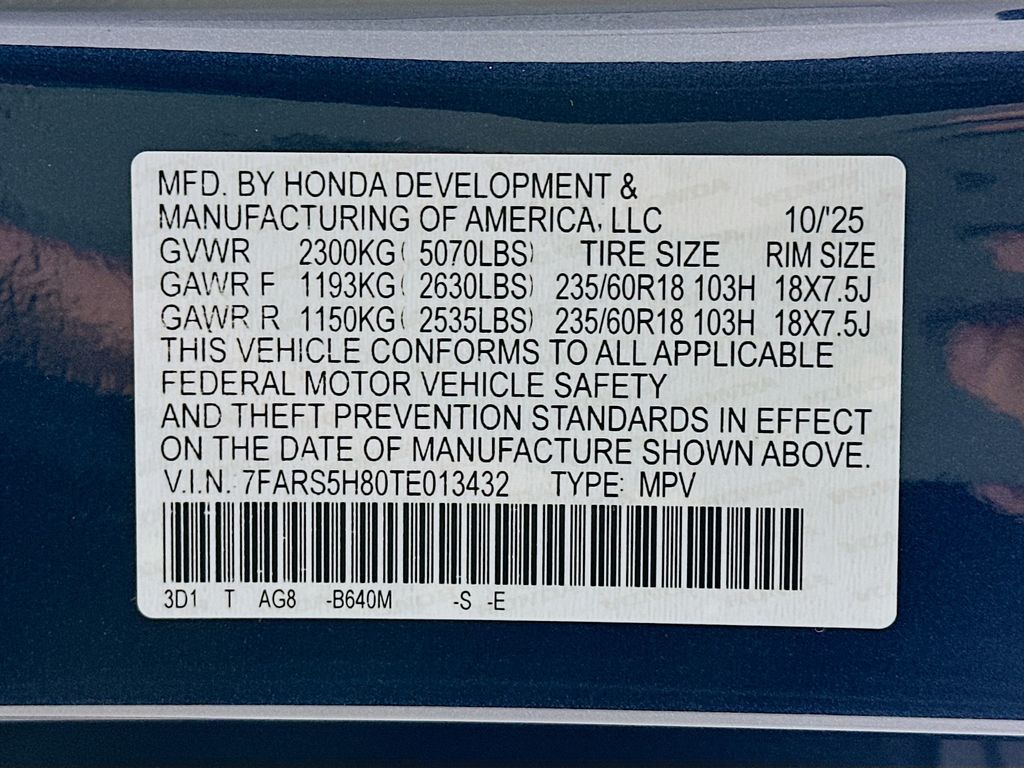 MFD. BY HONDA DEVELOPMENT &
MANUFACTURING OF AMERICA, LLC 10/'25
GVWR 2300KG( 5070LBS) TIRE SIZE RIM SIZE
GAWR F 1193KG( 2630LBS) 235/60R18 103H 18X7.5J
GAWR R 1150KG( 2535LBS) 235/60R18 103H 18X7.5J
THIS VEHICLE CONFORMS TO ALL APPLICABLE
FEDERAL MOTOR VEHICLE SAFETY
AND THEFT PREVENTION STANDARDS IN EFFECT
ON THE DATE OF MANUFACTURE SHOWN ABOVE.
V.I.N. 7FARS5H80TE013432 TYPE: MPV
3D1 T AG8 -B640M -S -E